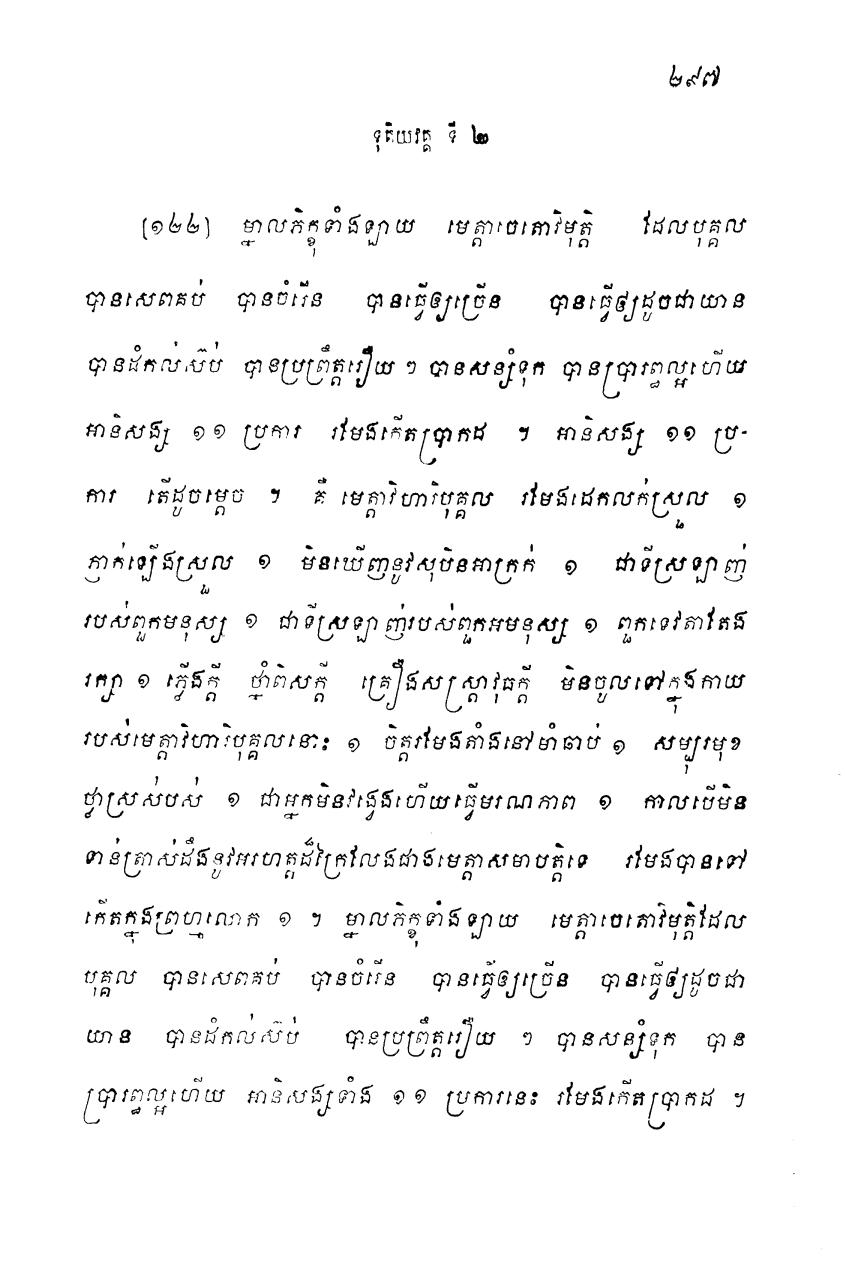 ២៩៧
ទុតិយវគ្គ ទី ២
[១២២] ម្នាលភិក្ខុទាំងឡាយ មេត្តាចេតោវិមុត្តិ ដែលបុគ្គល
បានសេពគប់ បានចំរើន បានធ្វើឲ្យច្រើន បានធ្វើឲ្យដូចជាយាន
បានដំកល់ស៊ប់ បានប្រព្រឹត្តរឿយ ៗ បានសន្សំទុក បានប្រារព្ធល្អហើយ
អានិសង្ស ១១ ប្រការ រមែងកើតប្រាកដ ។ អានិសង្ស ១១ ប្រ-
ការ តើដូចម្តេច ។ គឺ មេត្តាវិហារិបុគ្គល រមែងដេកលក់ស្រួល ១
ភ្ញាក់ឡើងស្រួល ១ មិនឃើញនូវសុបិនអាក្រក់ ១ ជាទីស្រឡាញ់
របស់ពួកមនុស្ស ១ ជាទីស្រឡាញ់របស់ពួកអមនុស្ស ១ ពួកទេវតាតែង
រក្សា ១ ភ្លើងក្តី ថ្នាំពិសក្តី គ្រឿងសស្ត្រាវុធក្តី មិនចូលទៅក្នុងកាយ
របស់មេត្តាវិហារិបុគ្គលនោះ ១ ចិត្តរមែងតាំងនៅមាំឆាប់ ១ សម្បុរមុខ
ថ្លាស្រស់បស់ ១ ជាអ្នកមិនវង្វេងហើយធ្វើមរណភាព ១ កាលបើមិន
ទាន់ត្រាស់ដឹងនូវអរហត្តដ៏ក្រៃលែងជាងមេត្តាសមាបត្តិទេ រមែងបានទៅ
កើតក្នុងព្រហ្មលោក ១ ។ ម្នាលភិក្ខុទាំងឡាយ មេត្តាចេតោវិមុត្តិដែល
បុគ្គល បានសេពគប់ បានចំរើន បានធ្វើឲ្យច្រើន បានធ្វើឲ្យដូចជា
យាន បានដំកល់ស៊ប់ បានប្រព្រឹត្តរឿយ ៗ បានសន្សំទុក បាន
ប្រារព្ធល្អហើយ អានិសង្សទាំង ១១ ប្រការនេះ រមែងកើតប្រាកដ ។